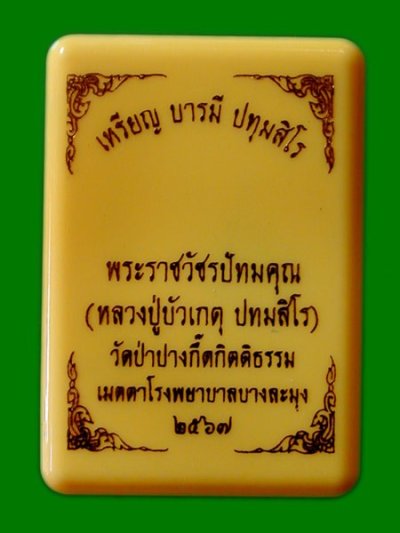 เหรียญ บารมี ปทุมสิโร
พระราชวัชรปัทมคุณ
(หลวงปู่บัวเกตุ ปทุมสิโร)
วัดป่าปางกึ๊ดกิตติธรรม
เมตตาโรงพยาบาลบางละมุง
๒๕๖๗